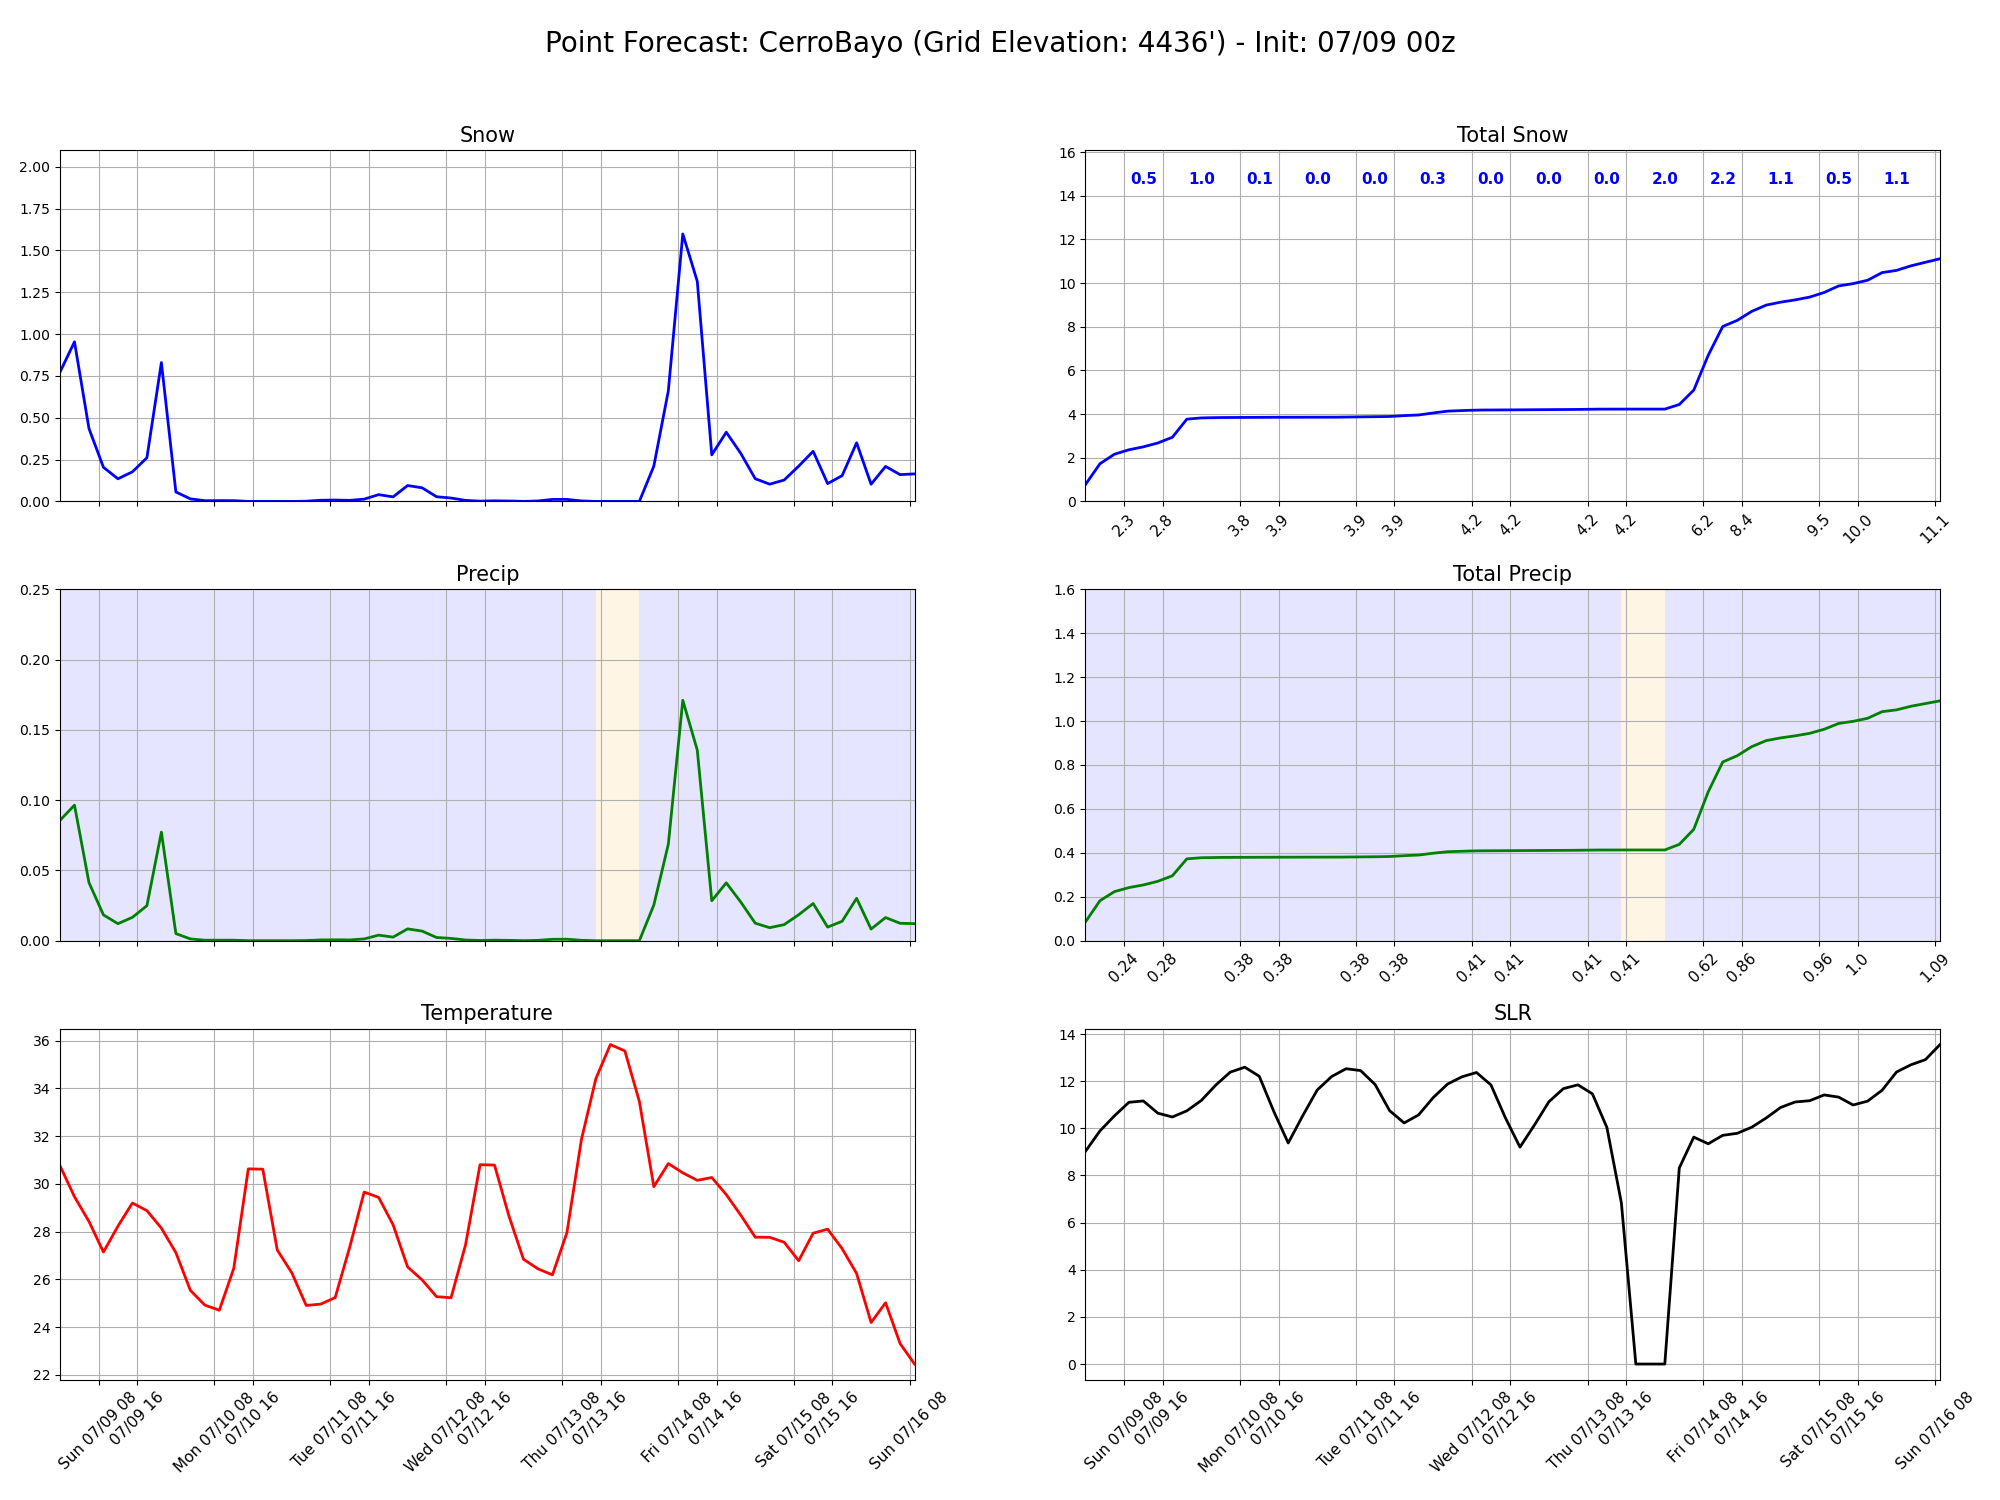 Point Forecast: CerroBayo (Grid Elevation: 4436') - Init: 07/09 00z
Snow
2.00
1.75
1.50
1.25
1.00
0.75
0.50
0.25
0.00
Total Snow
16
14
12
10
8
6
4
2
0
0.5 1.0 0.1 0.0 0.0 0.3 0.0 0.0 0.0 2.0 2.2 1.1 0.5 1.1
2.3 2.8 3.8 3.9 3.9 3.9 4.2 4.2 4.2 4.2 6.2 8.4 9.5 10.0 11.1
Precip
0.25
0.20
0.15
0.10
0.05
0.00
Total Precip
1.6
1.4
1.2
1.0
0.8
0.6
0.4
0.2
0.0
0.24 0.28 0.38 0.38 0.38 0.38 0.41 0.41 0.41 0.41 0.62 0.86 0.96 1.0 1.09
Temperature
36
34
32
30
28
26
24
22
Sun 07/09 08
07/09 16
Mon 07/10 08
07/10 16
Tue 07/11 08
07/11 16
Wed 07/12 08
07/12 16
Thu 07/13 08
07/13 16
Fri 07/14 08
07/14 16
Sat 07/15 08
07/15 16
Sun 07/16 08
SLR
14
12
10
8
6
4
2
0
Sun 07/09 08
07/09 16
Mon 07/10 08
07/10 16
Tue 07/11 08
07/11 16
Wed 07/12 08
07/12 16
Thu 07/13 08
07/13 16
Fri 07/14 08
07/14 16
Sat 07/15 08
07/15 16
Sun 07/16 08